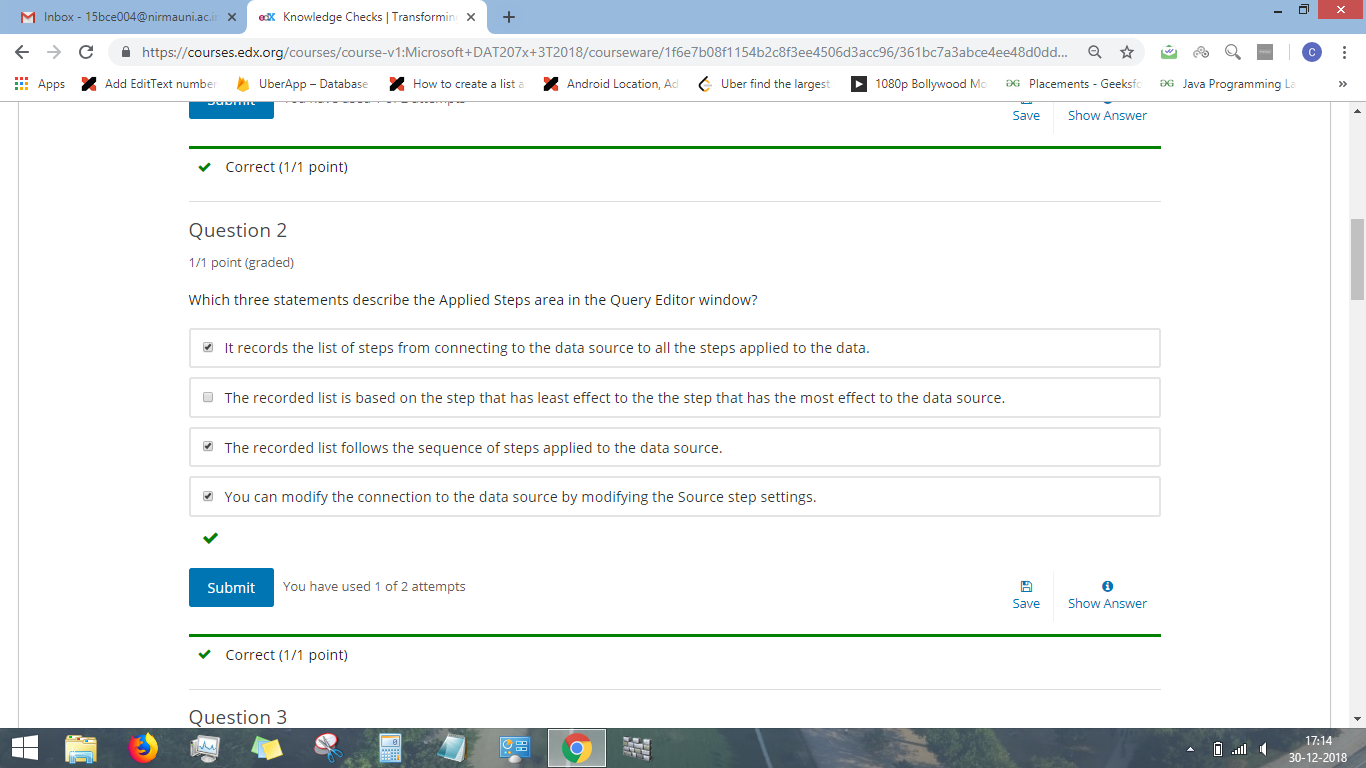 Inbox - 15bce004@nirmauni.ac.i
edX Knowledge Checks | Transformin
https://courses.edx.org/courses/course-v1:Microsoft+DAT207x+3T2018/courseware/1f6e7b08f1154b2c8f3ee4506d3acc96/361bc7a3abce4ee48d0dd...
C
Apps
Add EditText number
UberApp – Database
How to create a list a
Android Location, Ad
Uber find the largest
1080p Bollywood Mo
Placements - Geeksfo
Java Programming La
»
Submit
You have used 1 of 2 attempts
Save
Show Answer
Correct (1/1 point)
Question 2
1/1 point (graded)
Which three statements describe the Applied Steps area in the Query Editor window?
It records the list of steps from connecting to the data source to all the steps applied to the data.
The recorded list is based on the step that has least effect to the the step that has the most effect to the data source.
The recorded list follows the sequence of steps applied to the data source.
You can modify the connection to the data source by modifying the Source step settings.
Submit
You have used 1 of 2 attempts
Save
Show Answer
Correct (1/1 point)
Question 3
17:14
30-12-2018